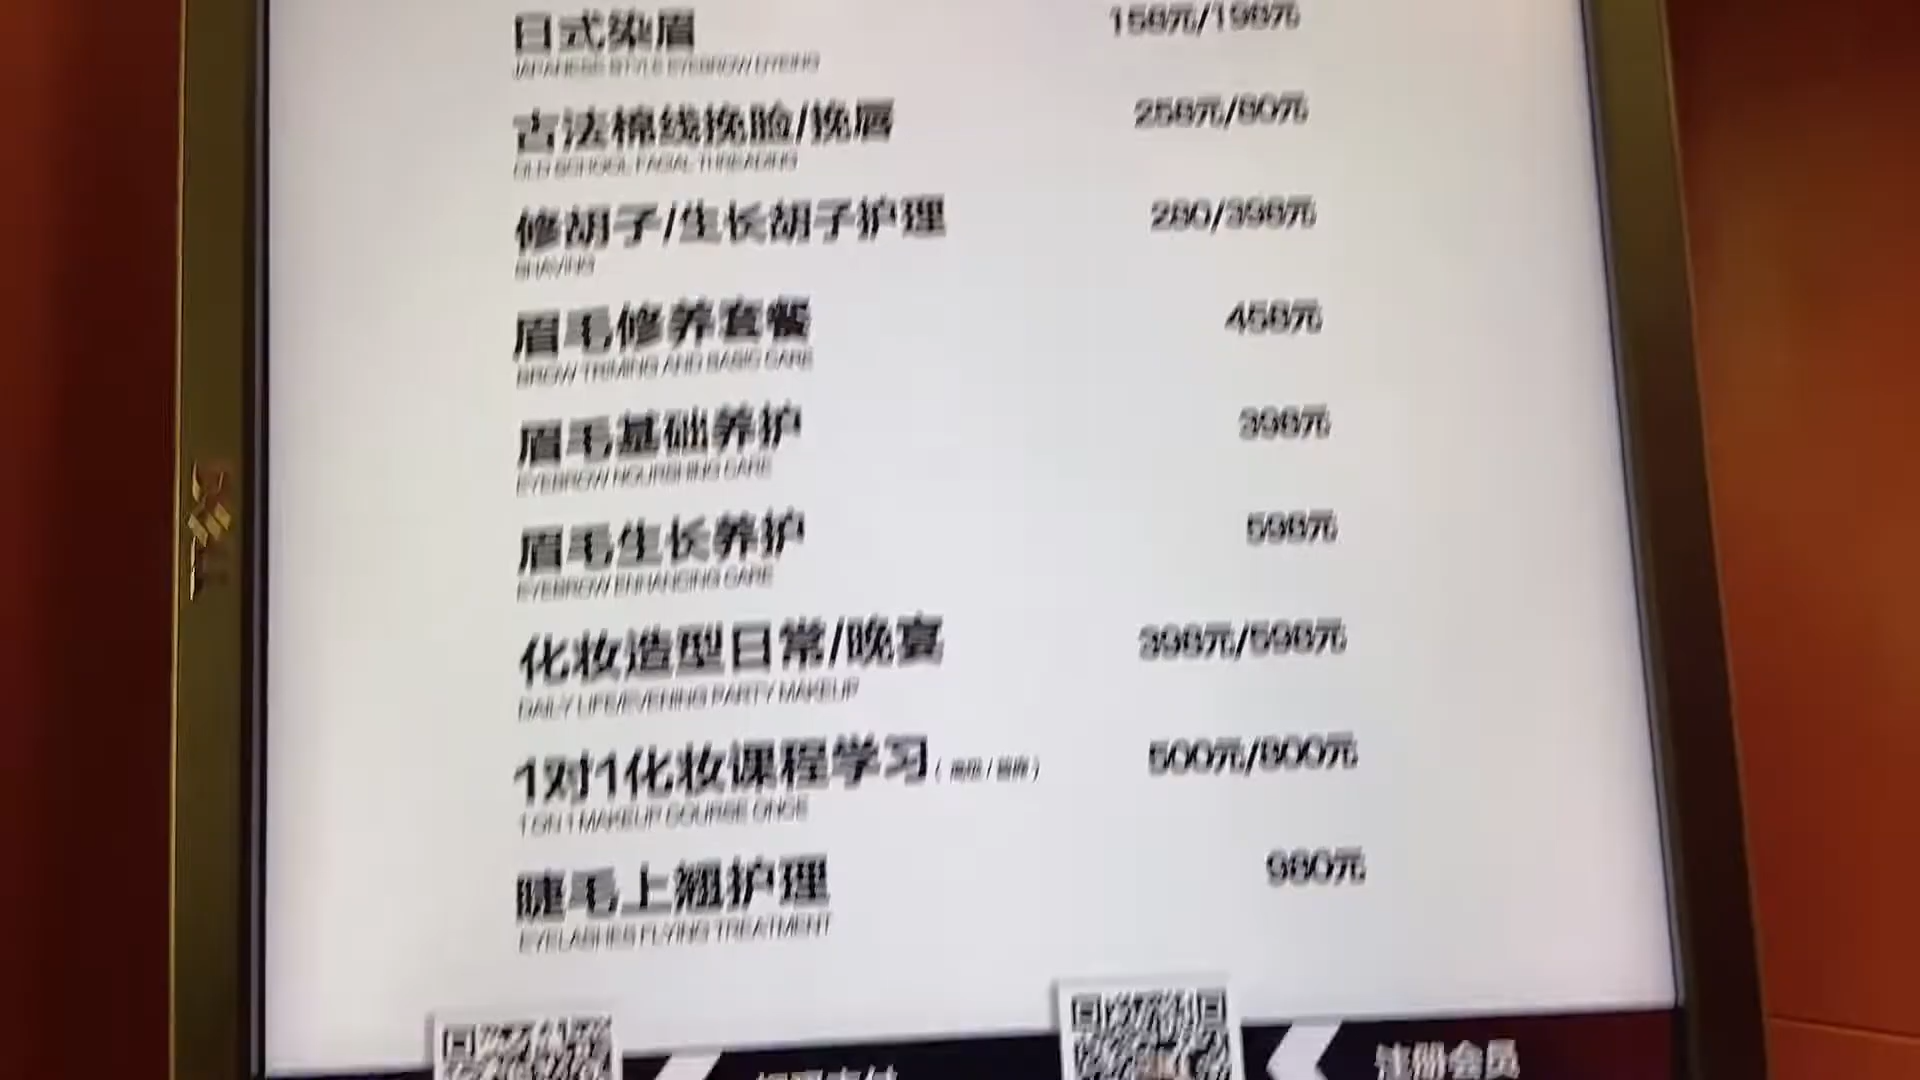 日式染眉 158元/198元
JAPANESE STYLE EYEBROW DYEING
古法棉线挽脸/挽唇 258元/80元
OLD SCHOOL FACIAL THREADING
修胡子/生长胡子护理 280/398元
SHAVING
眉毛修养套餐 458元
BROW TRIMING AND BASIC CARE
眉毛基础养护 398元
EYEBROW NOURISHING CARE
眉毛生长养护 598元
EYEBROW ENHANCING CARE
化妆造型日常/晚宴 398元/598元
DAILY LIFE/EVENING PARTY MAKEUP
1对1化妆课程学习 500元/800元
1 ON 1 MAKEUP COURSE ONCE
睫毛上翘护理 980元
EYELASHES FLYING TREATMENT
注册会员